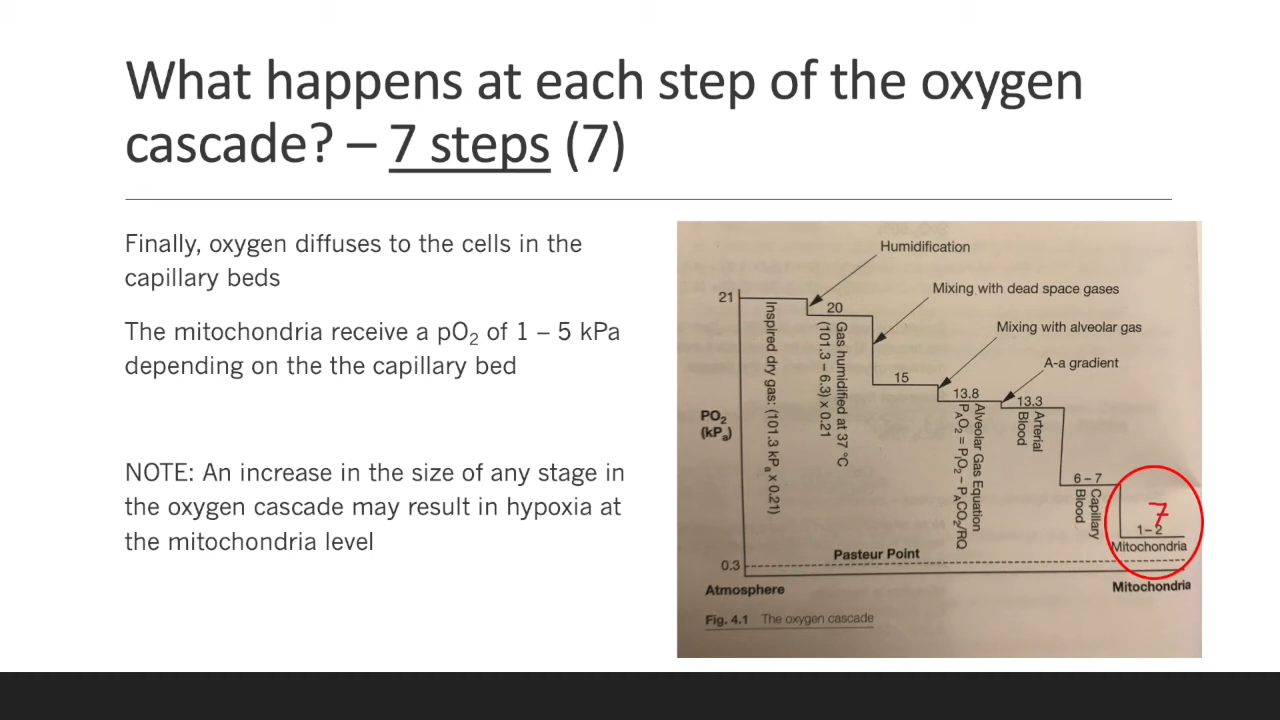 What happens at each step of the oxygen
cascade? – 7 steps (7)
Finally, oxygen diffuses to the cells in the
capillary beds
The mitochondria receive a pO₂ of 1 – 5 kPa
depending on the the capillary bed
NOTE: An increase in the size of any stage in
the oxygen cascade may result in hypoxia at
the mitochondria level
Humidification
Mixing with dead space gases
Mixing with alveolar gas
A-a gradient
21
20
15
13.8
13.3
6 – 7
7
1–2
Mitochondria
PO₂
(kPₐ)
Inspired dry gas: (101.3 kPₐ x 0.21)
Gas humidified at 37 °C
(101.3 – 6.3) x 0.21
Alveolar Gas Equation
PAO₂ = PIO₂ – PACO₂/RQ
Arterial
Blood
Capillary
Blood
Pasteur Point
0.3
Atmosphere
Mitochondria
Fig. 4.1 The oxygen cascade